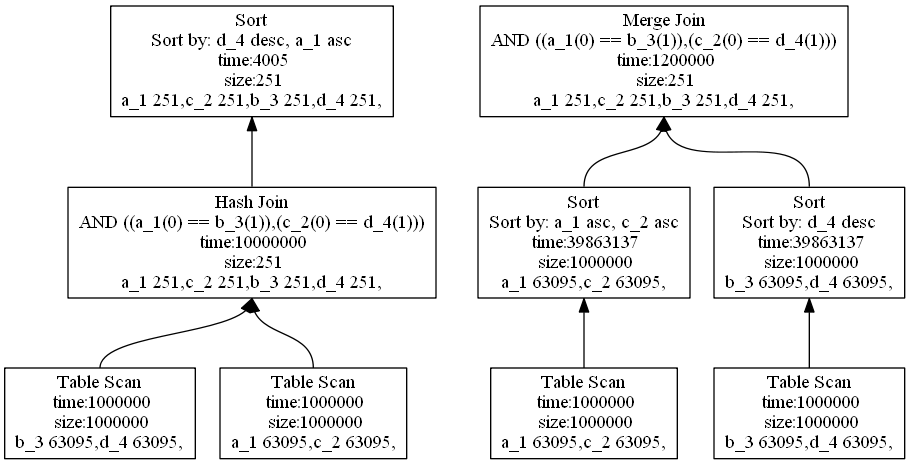 Sort
Sort by: d_4 desc, a_1 asc
time:4005
size:251
a_1 251,c_2 251,b_3 251,d_4 251,
Merge Join
AND ((a_1(0) == b_3(1)),(c_2(0) == d_4(1)))
time:1200000
size:251
a_1 251,c_2 251,b_3 251,d_4 251,
Hash Join
AND ((a_1(0) == b_3(1)),(c_2(0) == d_4(1)))
time:10000000
size:251
a_1 251,c_2 251,b_3 251,d_4 251,
Sort
Sort by: a_1 asc, c_2 asc
time:39863137
size:1000000
a_1 63095,c_2 63095,
Sort
Sort by: d_4 desc
time:39863137
size:1000000
b_3 63095,d_4 63095,
Table Scan
time:1000000
size:1000000
b_3 63095,d_4 63095,
Table Scan
time:1000000
size:1000000
a_1 63095,c_2 63095,
Table Scan
time:1000000
size:1000000
a_1 63095,c_2 63095,
Table Scan
time:1000000
size:1000000
b_3 63095,d_4 63095,